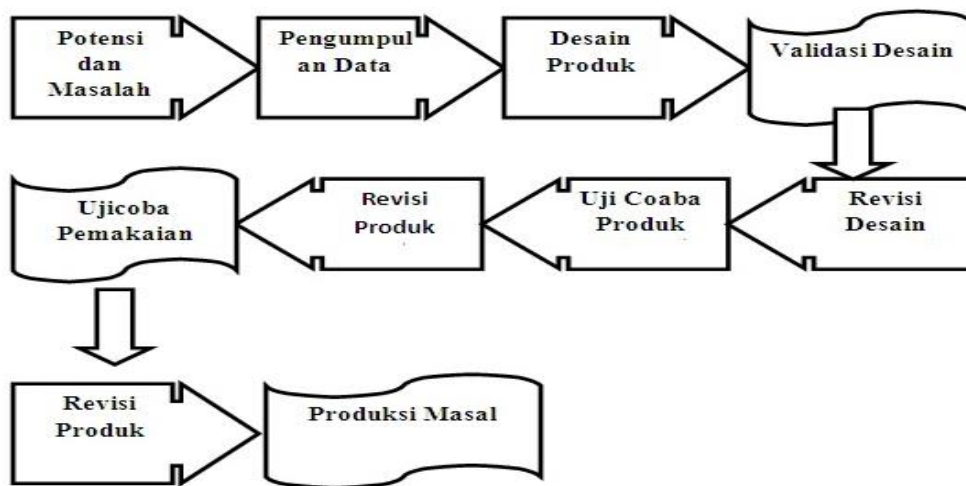 Potensi
dan
Masalah
Pengumpul
an Data
Desain
Produk
Validasi Desain
Revisi
Desain
Uji Coaba
Produk
Revisi
Produk
Ujicoba
Pemakaian
Revisi
Produk
Produksi Masal